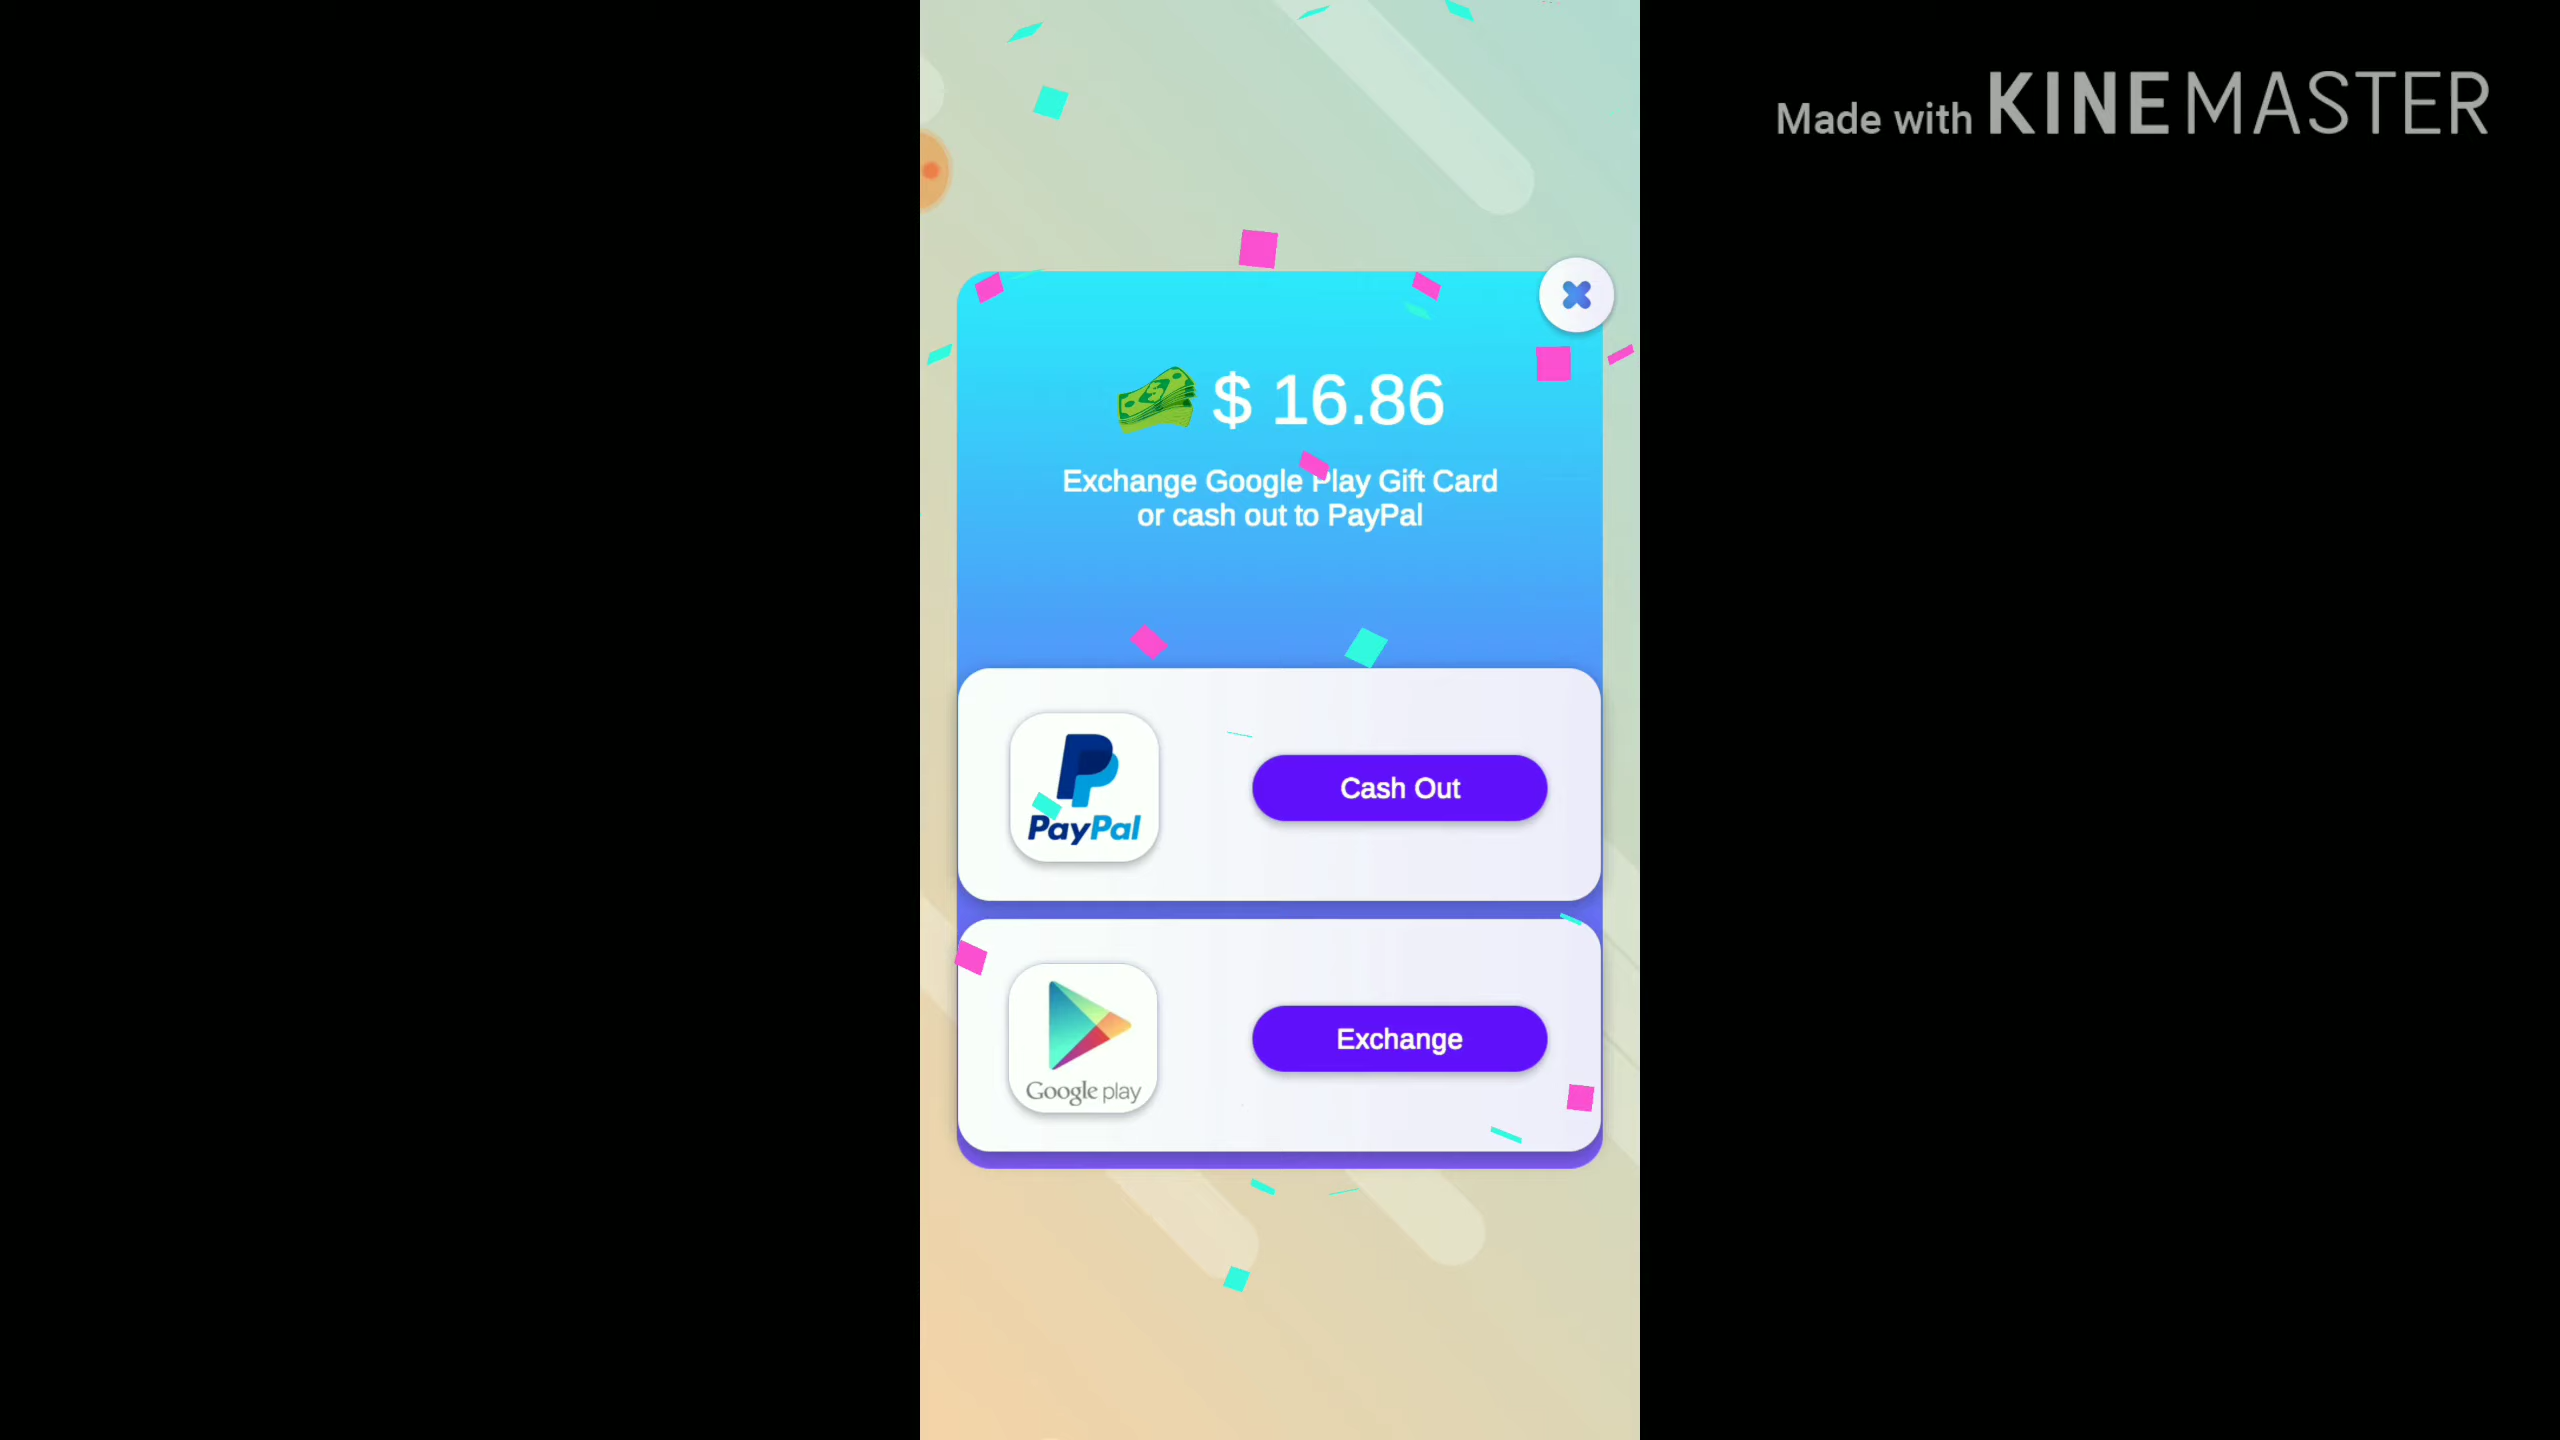 Made with KINEMASTER
$ 16.86
Exchange Google Play Gift Card
or cash out to PayPal
PayPal
Cash Out
Google play
Exchange